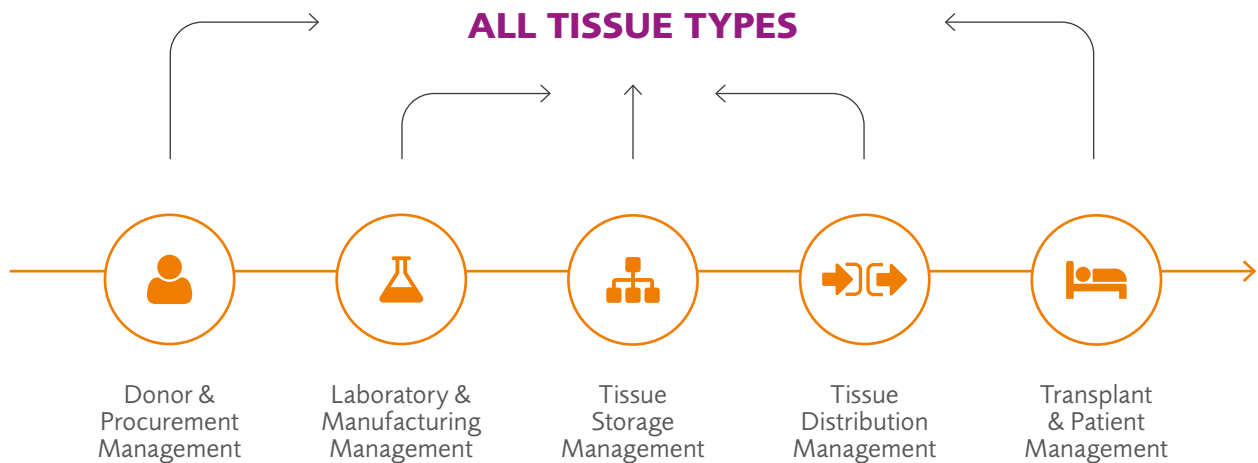 ALL TISSUE TYPES
Donor &
Procurement
Management
Laboratory &
Manufacturing
Management
Tissue
Storage
Management
Tissue
Distribution
Management
Transplant
& Patient
Management